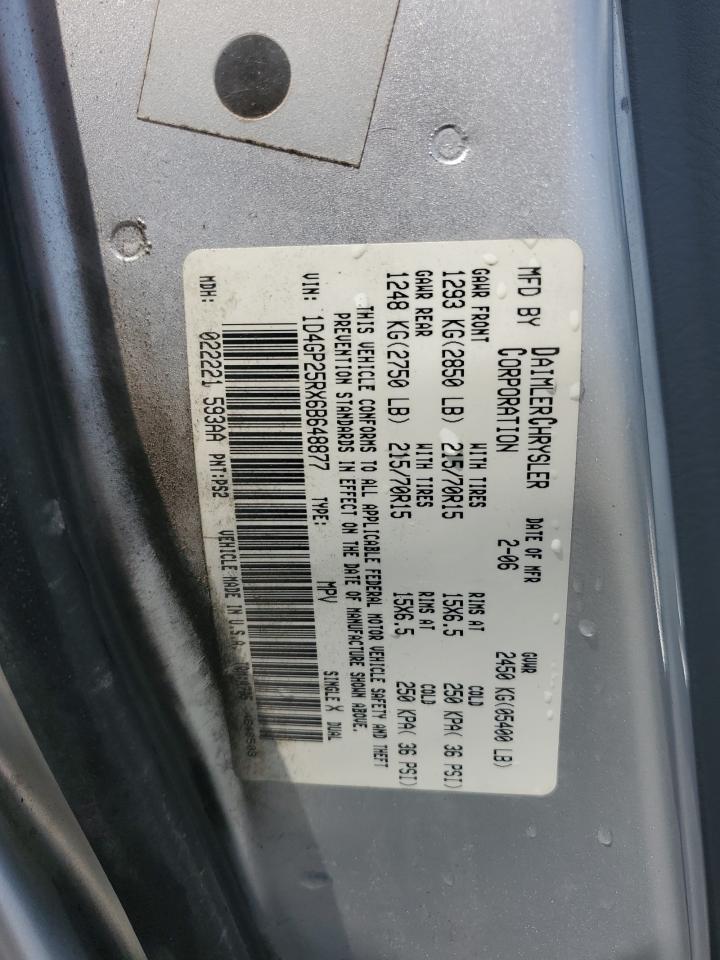 MFD BY DAIMLERCHRYSLER CORPORATION DATE OF MFR 2-06 GVWR 2450 KG(05400 LB)
GAWR FRONT WITH TIRES RIMS AT COLD
1293 KG(2850 LB) 215/70R15 15X6.5 250 KPA( 36 PSI)
GAWR REAR WITH TIRES RIMS AT COLD
1248 KG(2750 LB) 215/70R15 15X6.5 250 KPA( 36 PSI)
THIS VEHICLE CONFORMS TO ALL APPLICABLE FEDERAL MOTOR VEHICLE SAFETY AND THEFT
PREVENTION STANDARDS IN EFFECT ON THE DATE OF MANUFACTURE SHOWN ABOVE.
VIN: 1D4GP25RX6B648877 TYPE: MPV SINGLE X DUAL
MDH: 022221 593AA PNT:PS2 VEHICLE MADE IN U.S.A.